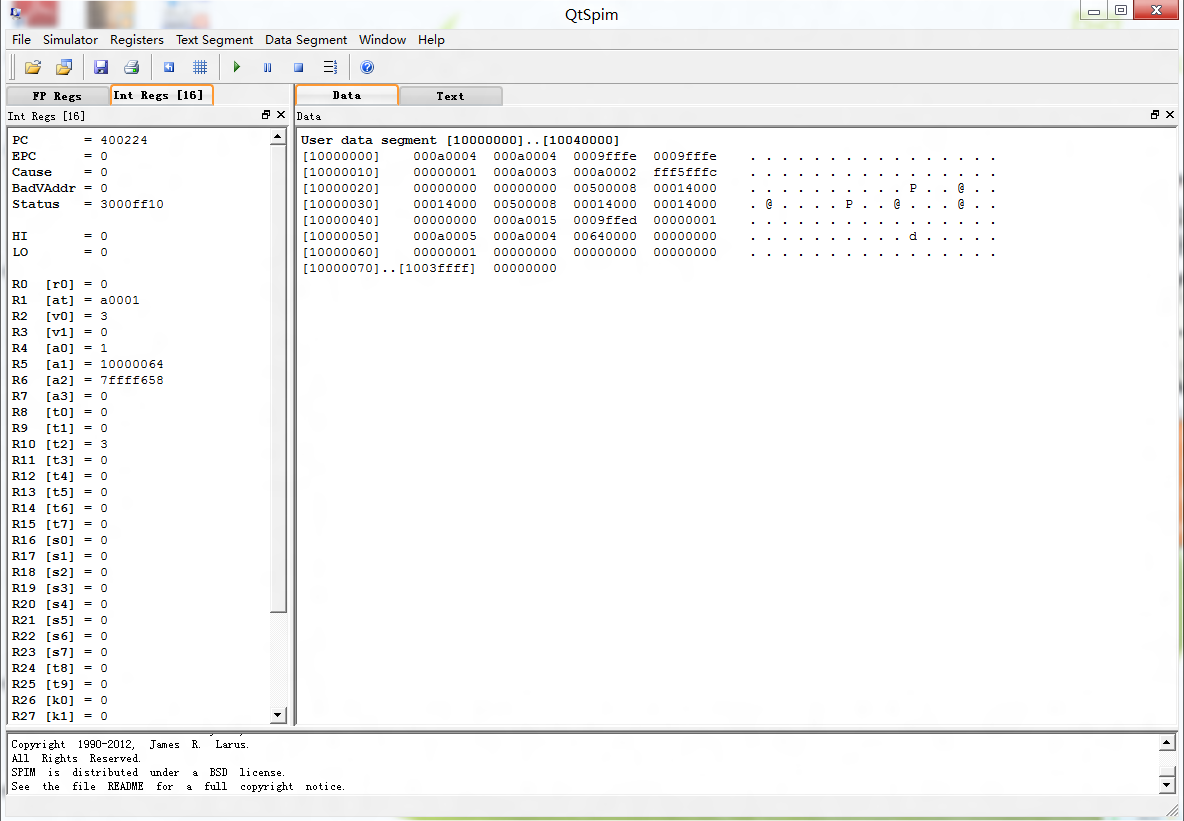 QtSpim
File Simulator Registers Text Segment Data Segment Window Help
FP Regs Int Regs [16]
Data Text
Int Regs [16]
Data
PC = 400224
EPC = 0
Cause = 0
BadVAddr = 0
Status = 3000ff10
HI = 0
LO = 0
R0 [r0] = 0
R1 [at] = a0001
R2 [v0] = 3
R3 [v1] = 0
R4 [a0] = 1
R5 [a1] = 10000064
R6 [a2] = 7ffff658
R7 [a3] = 0
R8 [t0] = 0
R9 [t1] = 0
R10 [t2] = 3
R11 [t3] = 0
R12 [t4] = 0
R13 [t5] = 0
R14 [t6] = 0
R15 [t7] = 0
R16 [s0] = 0
R17 [s1] = 0
R18 [s2] = 0
R19 [s3] = 0
R20 [s4] = 0
R21 [s5] = 0
R22 [s6] = 0
R23 [s7] = 0
R24 [t8] = 0
R25 [t9] = 0
R26 [k0] = 0
R27 [k1] = 0
User data segment [10000000]..[10040000]
[10000000] 000a0004 000a0004 0009fffe 0009fffe . . . . . . . . . . . . . . . .
[10000010] 00000001 000a0003 000a0002 fff5fffc . . . . . . . . . . . . . . . .
[10000020] 00000000 00000000 00500008 00014000 . . . . . . . . . . P . . @ . .
[10000030] 00014000 00500008 00014000 00014000 . @ . . . . P . . @ . . . @ . .
[10000040] 00000000 000a0015 0009ffed 00000001 . . . . . . . . . . . . . . . .
[10000050] 000a0005 000a0004 00640000 00000000 . . . . . . . . . . d . . . . .
[10000060] 00000001 00000000 00000000 00000000 . . . . . . . . . . . . . . . .
[10000070]..[1003ffff] 00000000
Copyright 1990-2012, James R. Larus.
All Rights Reserved.
SPIM is distributed under a BSD license.
See the file README for a full copyright notice.